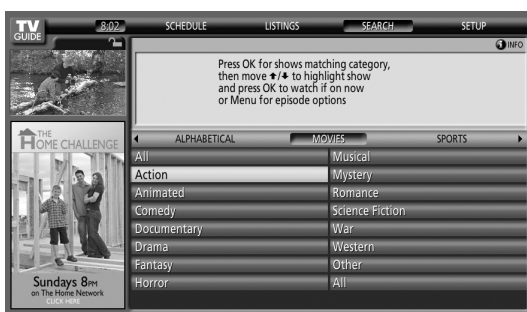 TV
GUIDE
8:02
SCHEDULE
LISTINGS
SEARCH
SETUP
i INFO
Press OK for shows matching category,
then move ↑/↓ to highlight show
and press OK to watch if on now
or Menu for episode options
THE
HOME CHALLENGE
ALPHABETICAL
MOVIES
SPORTS
All
Action
Animated
Comedy
Documentary
Drama
Fantasy
Horror
Musical
Mystery
Romance
Science Fiction
War
Western
Other
All
Sundays 8PM
on The Home Network
CLICK HERE